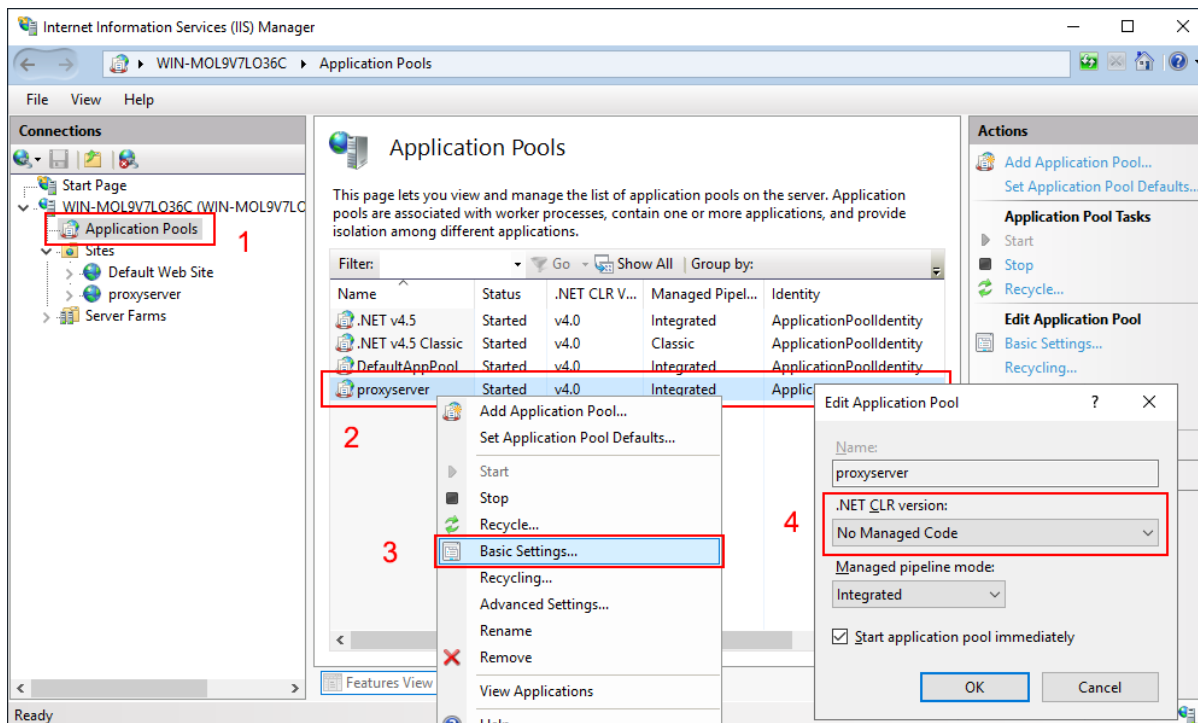 Internet Information Services (IIS) Manager
WIN-MOL9V7LO36C
Application Pools
File View Help
Connections
Start Page
WIN-MOL9V7LO36C (WIN-MOL9V7LO
Application Pools
1
Sites
Default Web Site
proxyserver
Server Farms
Application Pools
This page lets you view and manage the list of application pools on the server. Application
pools are associated with worker processes, contain one or more applications, and provide
isolation among different applications.
Filter: Go Show All Group by:
Name Status .NET CLR V... Managed Pipel... Identity
.NET v4.5 Started v4.0 Integrated ApplicationPoolIdentity
.NET v4.5 Classic Started v4.0 Classic ApplicationPoolIdentity
DefaultAppPool Started v4.0 Integrated ApplicationPoolIdentity
proxyserver Started v4.0 Integrated Applic
2
Add Application Pool...
Set Application Pool Defaults...
Start
Stop
Recycle...
3
Basic Settings...
Recycling...
Advanced Settings...
Rename
Remove
View Applications
Help
Features View
Ready
Actions
Add Application Pool...
Set Application Pool Defaults...
Application Pool Tasks
Start
Stop
Recycle...
Edit Application Pool
Basic Settings...
Recycling...
Edit Application Pool
Name:
proxyserver
4
.NET CLR version:
No Managed Code
Managed pipeline mode:
Integrated
Start application pool immediately
OK Cancel